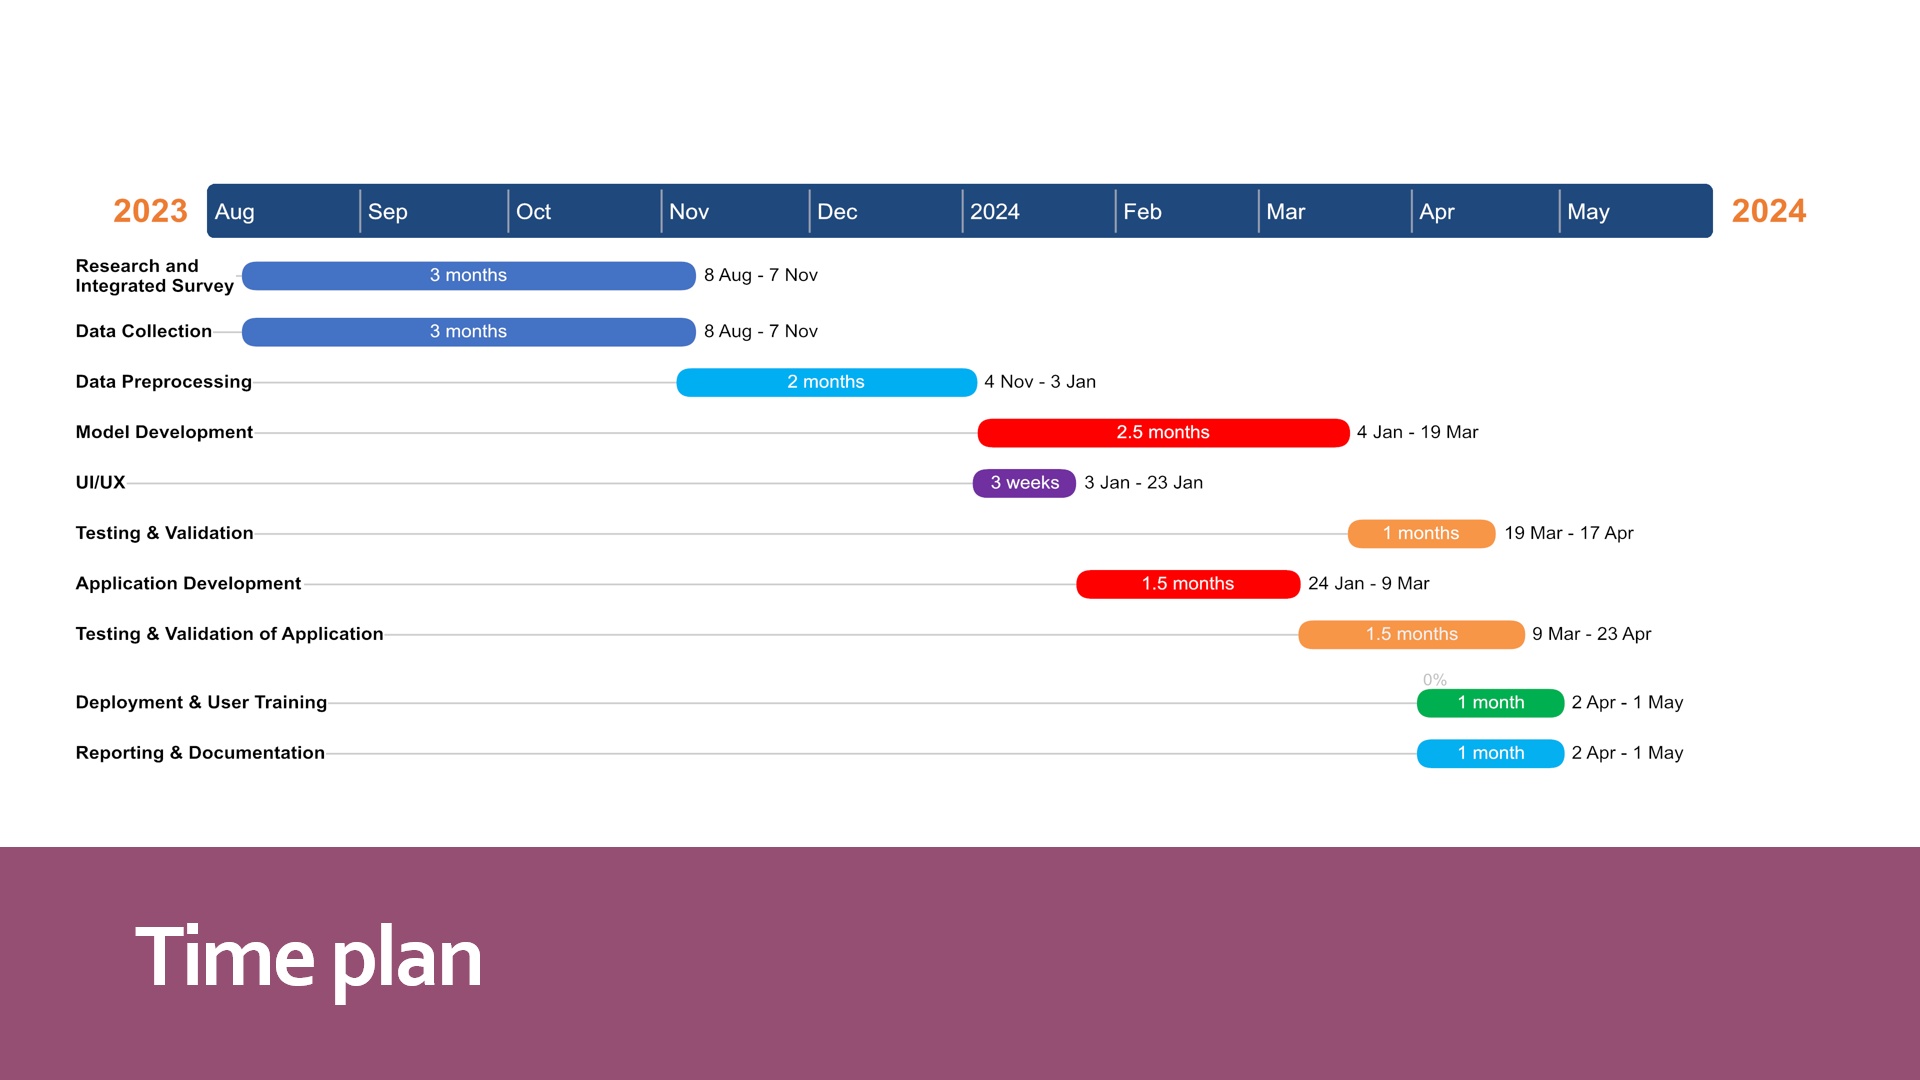 2023 Aug Sep Oct Nov Dec 2024 Feb Mar Apr May 2024
Research and
Integrated Survey 3 months 8 Aug - 7 Nov
Data Collection 3 months 8 Aug - 7 Nov
Data Preprocessing 2 months 4 Nov - 3 Jan
Model Development 2.5 months 4 Jan - 19 Mar
UI/UX 3 weeks 3 Jan - 23 Jan
Testing & Validation 1 months 19 Mar - 17 Apr
Application Development 1.5 months 24 Jan - 9 Mar
Testing & Validation of Application 1.5 months 9 Mar - 23 Apr
0%
Deployment & User Training 1 month 2 Apr - 1 May
Reporting & Documentation 1 month 2 Apr - 1 May
Time plan